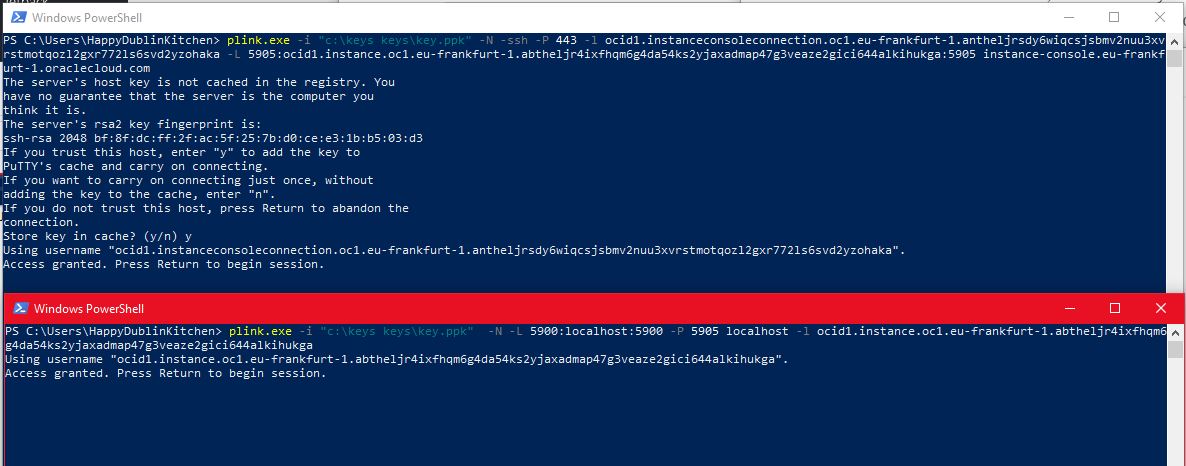 Windows PowerShell
PS C:\Users\HappyDublinKitchen> plink.exe -i "c:\keys keys\key.ppk" -N -ssh -P 443 -l ocid1.instanceconsoleconnection.oc1.eu-frankfurt-1.antheljrsdy6wiqcsjsbmv2nuu3xv
rstmotqozl2gxr772ls6svd2yzohaka -L 5905:ocid1.instance.oc1.eu-frankfurt-1.abtheljr4ixfhqm6g4da54ks2yjaxadmap47g3veaze2gici644alkihukga:5905 instance-console.eu-frankf
urt-1.oraclecloud.com
The server's host key is not cached in the registry. You
have no guarantee that the server is the computer you
think it is.
The server's rsa2 key fingerprint is:
ssh-rsa 2048 bf:8f:dc:ff:2f:ac:5f:25:7b:d0:ce:e3:1b:b5:03:d3
If you trust this host, enter "y" to add the key to
PuTTY's cache and carry on connecting.
If you want to carry on connecting just once, without
adding the key to the cache, enter "n".
If you do not trust this host, press Return to abandon the
connection.
Store key in cache? (y/n) y
Using username "ocid1.instanceconsoleconnection.oc1.eu-frankfurt-1.antheljrsdy6wiqcsjsbmv2nuu3xvrstmotqozl2gxr772ls6svd2yzohaka".
Access granted. Press Return to begin session.
Windows PowerShell
PS C:\Users\HappyDublinKitchen> plink.exe -i "c:\keys keys\key.ppk"  -N -L 5900:localhost:5900 -P 5905 localhost -l ocid1.instance.oc1.eu-frankfurt-1.abtheljr4ixfhqm6
g4da54ks2yjaxadmap47g3veaze2gici644alkihukga
Using username "ocid1.instance.oc1.eu-frankfurt-1.abtheljr4ixfhqm6g4da54ks2yjaxadmap47g3veaze2gici644alkihukga".
Access granted. Press Return to begin session.